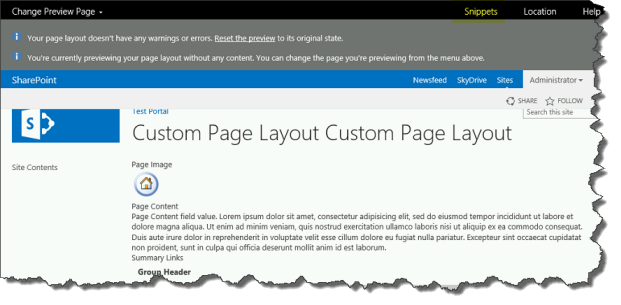 Change Preview Page
Snippets Location Help
Your page layout doesn't have any warnings or errors. Reset the preview to its original state.
You're currently previewing your page layout without any content. You can change the page you're previewing from the menu above.
SharePoint Newsfeed SkyDrive Sites Administrator
SHARE FOLLOW
Search this site
Test Portal
S
Custom Page Layout Custom Page Layout
Site Contents
Page Image
Page Content
Page Content field value. Lorem ipsum dolor sit amet, consectetur adipisicing elit, sed do eiusmod tempor incididunt ut labore et
dolore magna aliqua. Ut enim ad minim veniam, quis nostrud exercitation ullamco laboris nisi ut aliquip ex ea commodo consequat.
Duis aute irure dolor in reprehenderit in voluptate velit esse cillum dolore eu fugiat nulla pariatur. Excepteur sint occaecat cupidatat
non proident, sunt in culpa qui officia deserunt mollit anim id est laborum.
Summary Links
Group Header